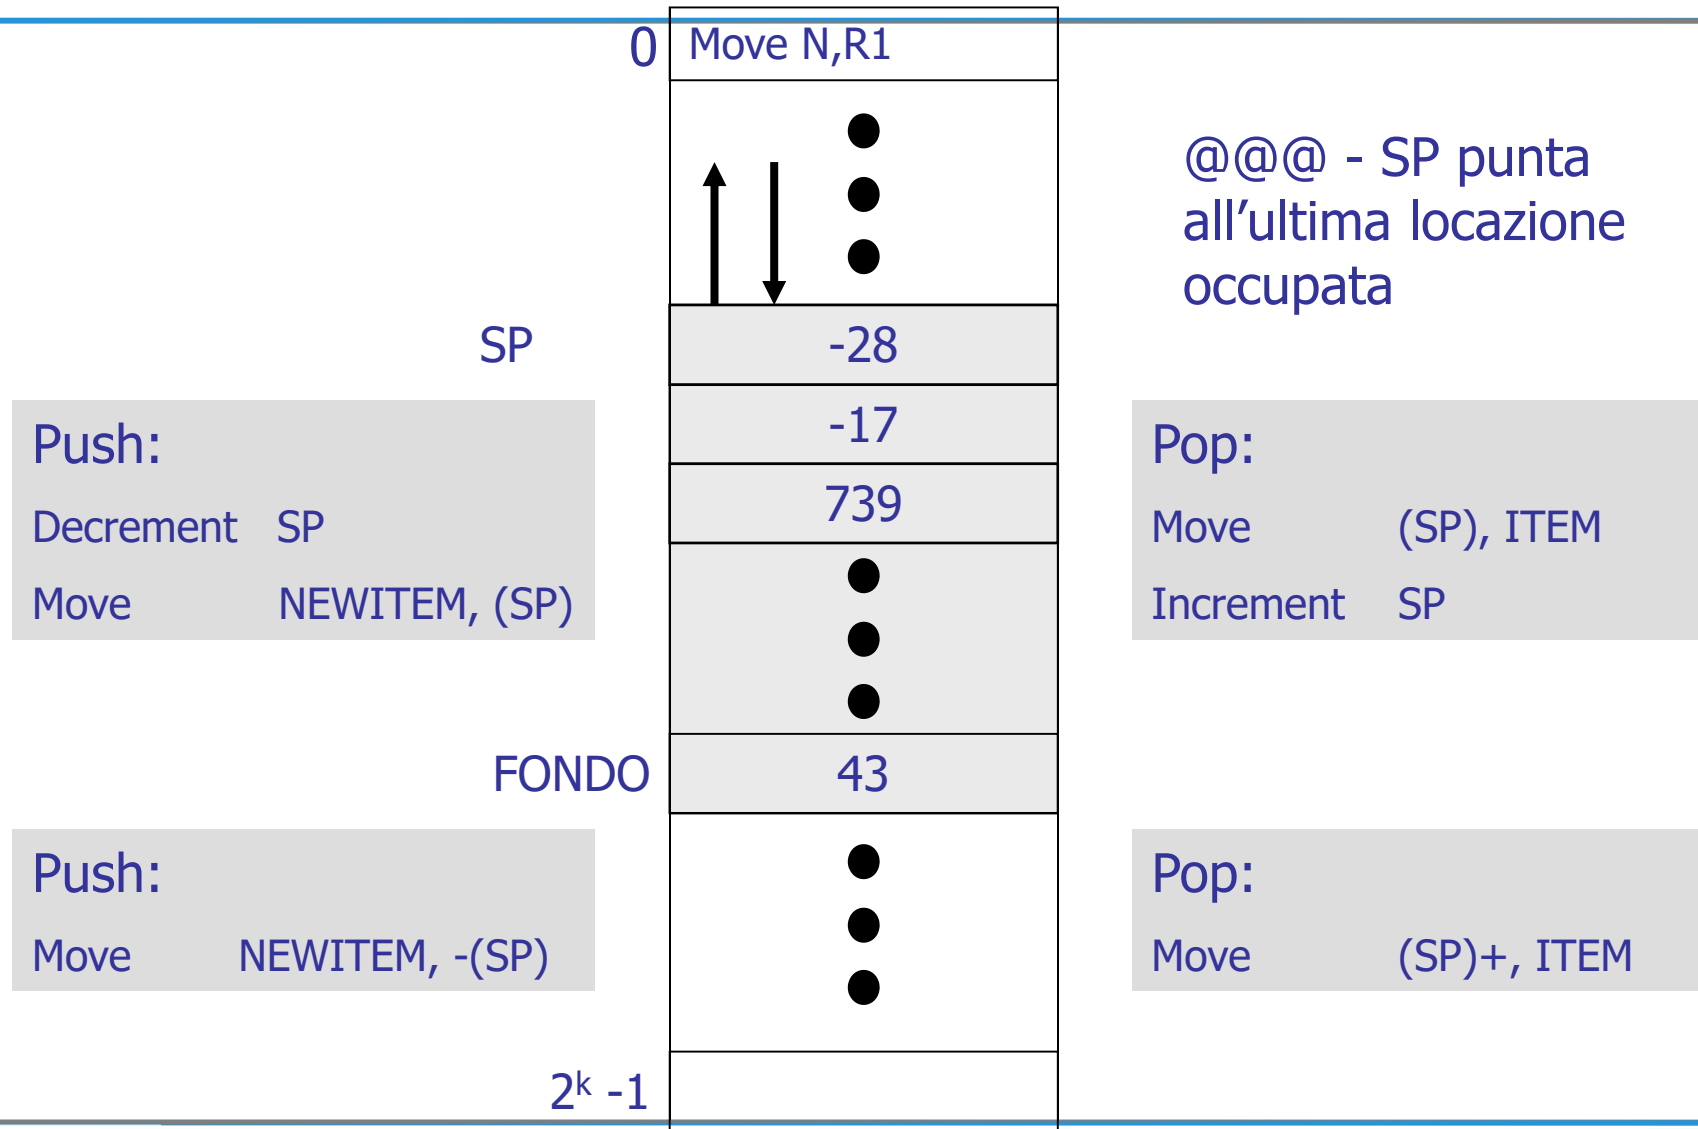 0 Move N,R1
@@@ - SP punta
all’ultima locazione
occupata
SP -28
-17
739
Push:
Decrement SP
Move NEWITEM, (SP)
Pop:
Move (SP), ITEM
Increment SP
FONDO 43
Push:
Move NEWITEM, -(SP)
Pop:
Move (SP)+, ITEM
2ᵏ -1